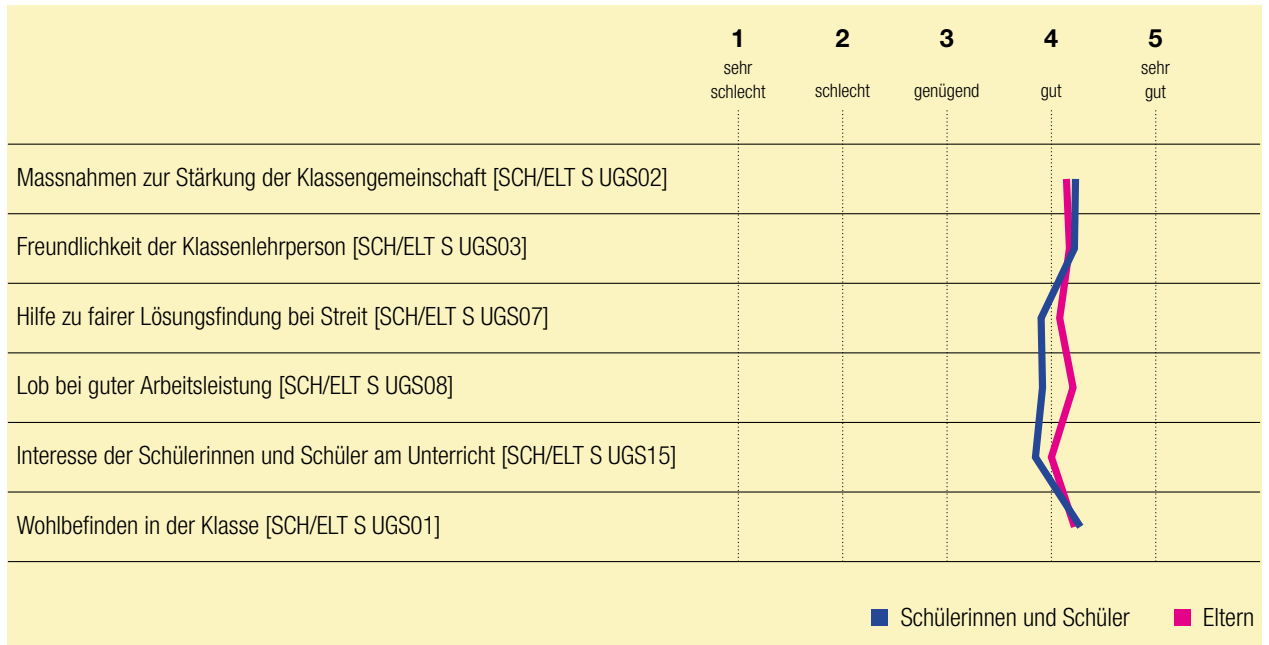 1 2 3 4 5
sehr schlecht schlecht genügend gut sehr gut
Massnahmen zur Stärkung der Klassengemeinschaft [SCH/ELT S UGS02]
Freundlichkeit der Klassenlehrperson [SCH/ELT S UGS03]
Hilfe zu fairer Lösungsfindung bei Streit [SCH/ELT S UGS07]
Lob bei guter Arbeitsleistung [SCH/ELT S UGS08]
Interesse der Schülerinnen und Schüler am Unterricht [SCH/ELT S UGS15]
Wohlbefinden in der Klasse [SCH/ELT S UGS01]
Schülerinnen und Schüler Eltern